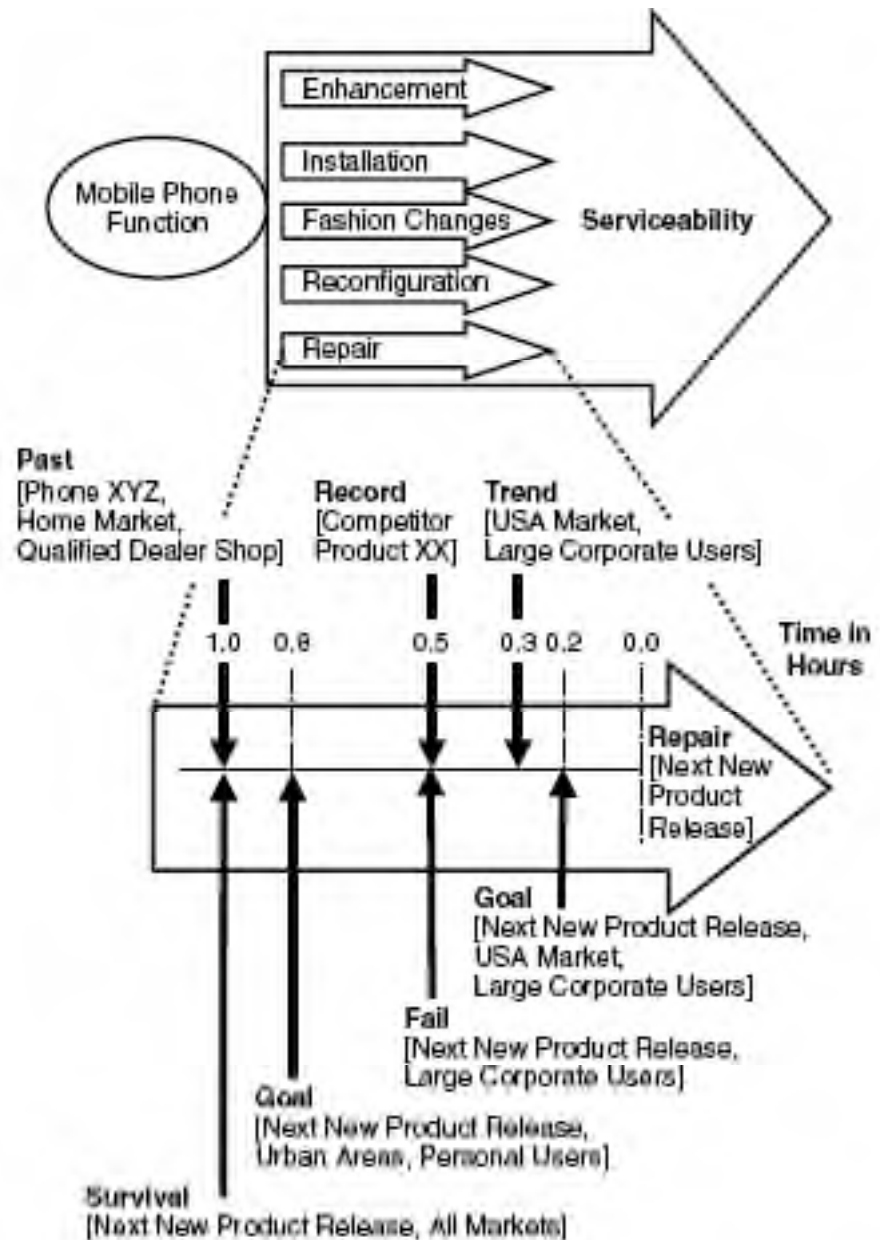 Enhancement
Installation
Mobile Phone
Function
Fashion Changes
Serviceability
Reconfiguration
Repair
Past
[Phone XYZ,
Home Market,
Qualified Dealer Shop]
Record
[Competitor
Product XX]
Trend
[USA Market,
Large Corporate Users]
1.0
0.8
0.5
0.3
0.2
0.0
Time in
Hours
Repair
[Next New
Product
Release]
Goal
[Next New Product Release,
USA Market,
Large Corporate Users]
Fail
[Next New Product Release,
Large Corporate Users]
Goal
[Next New Product Release,
Urban Areas, Personal Users]
Survival
[Next New Product Release, All Markets]